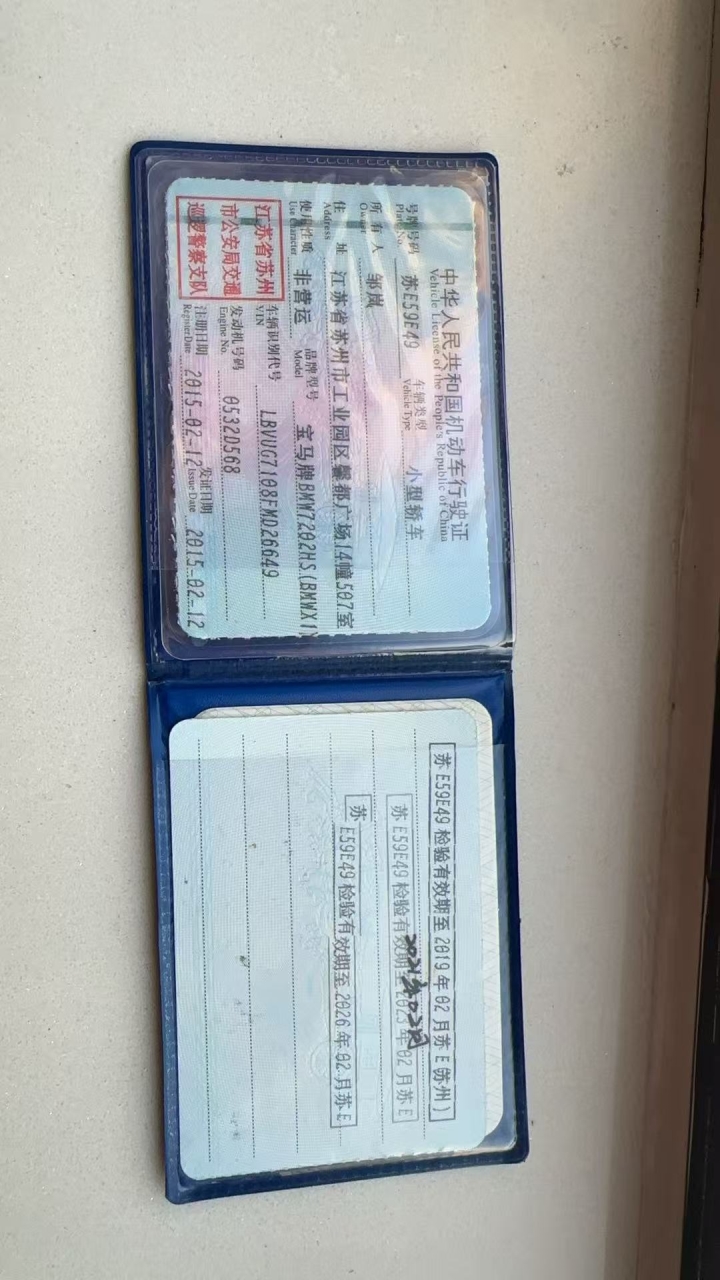 中华人民共和国机动车行驶证
Vehicle License of the People's Republic of China
号牌号码 苏E59E49 车辆类型 小型轿车
Plate No. Vehicle Type
所有人 邹岚
Owner
住址 江苏省苏州市工业园区馨都广场14幢507室
Address
使用性质 非营运 品牌型号 宝马牌BMW7202HS(BMWX1)
Use Character Model
江苏省苏州
市公安局交通
巡逻警察支队
车辆识别代号 LBVUG7108FMD26649
VIN
发动机号码 0532D568
Engine No.
注册日期 2015-02-12 发证日期 2015-02-12
Register Date Issue Date
苏E59E49 检验有效期至 2019年02月苏E(苏州)
苏E59E49 检验有效期至 2023年02月苏E
2021年02月
苏E59E49 检验有效期至 2026年02月苏E